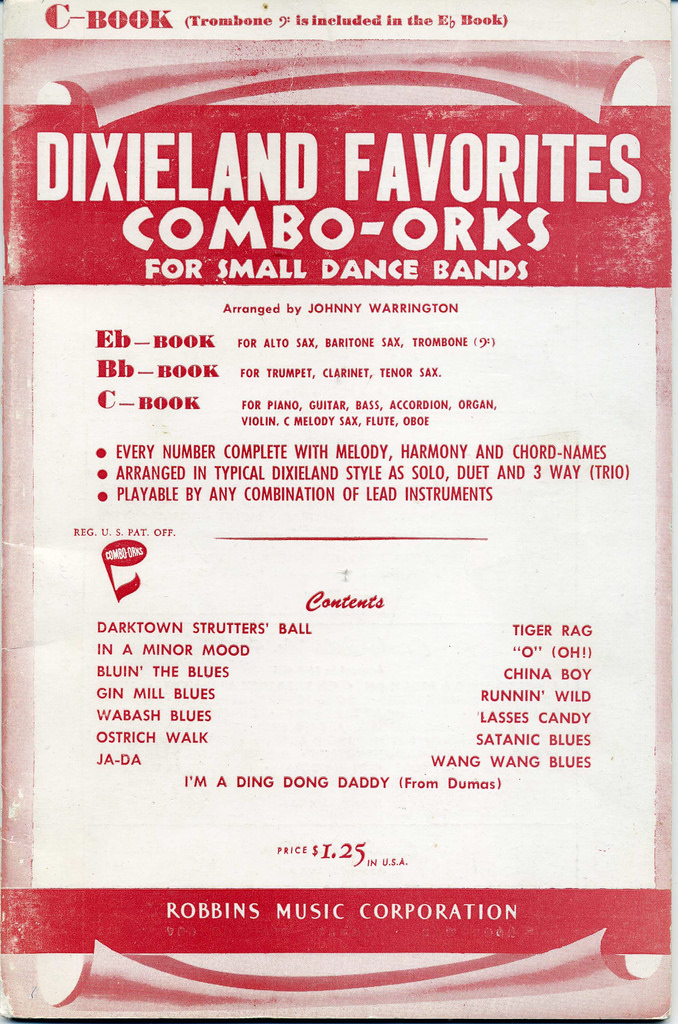 C-BOOK (Trombone 𝄢 is included in the E♭ Book)
DIXIELAND FAVORITES
COMBO-ORKS
FOR SMALL DANCE BANDS
Arranged by JOHNNY WARRINGTON
Eb-BOOK FOR ALTO SAX, BARITONE SAX, TROMBONE (𝄢)
Bb-BOOK FOR TRUMPET, CLARINET, TENOR SAX.
C-BOOK FOR PIANO, GUITAR, BASS, ACCORDION, ORGAN,
VIOLIN. C MELODY SAX, FLUTE, OBOE
• EVERY NUMBER COMPLETE WITH MELODY, HARMONY AND CHORD-NAMES
• ARRANGED IN TYPICAL DIXIELAND STYLE AS SOLO, DUET AND 3 WAY (TRIO)
• PLAYABLE BY ANY COMBINATION OF LEAD INSTRUMENTS
REG. U. S. PAT. OFF.
COMBO-ORKS
Contents
DARKTOWN STRUTTERS' BALL
IN A MINOR MOOD
BLUIN' THE BLUES
GIN MILL BLUES
WABASH BLUES
OSTRICH WALK
JA-DA
TIGER RAG
"O" (OH!)
CHINA BOY
RUNNIN' WILD
'LASSES CANDY
SATANIC BLUES
WANG WANG BLUES
I'M A DING DONG DADDY (From Dumas)
PRICE $1.25 IN U.S.A.
ROBBINS MUSIC CORPORATION